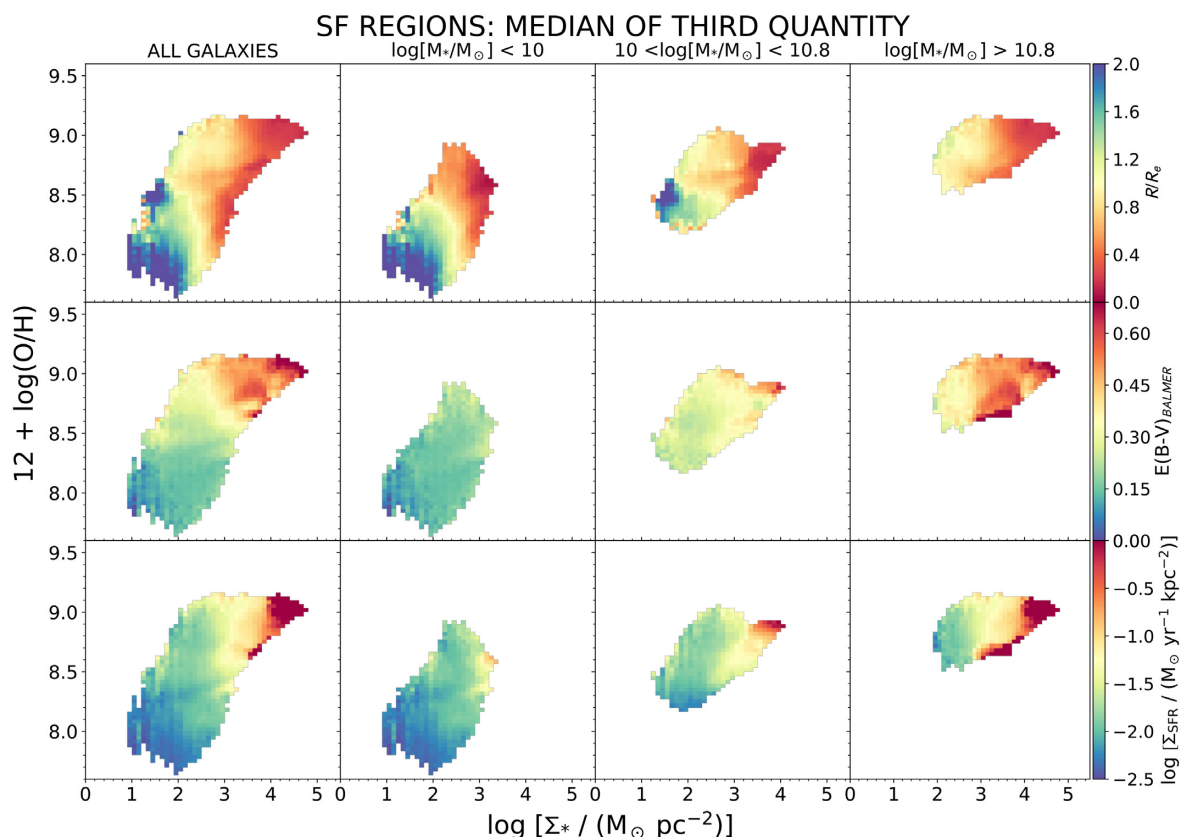 SF REGIONS: MEDIAN OF THIRD QUANTITY
ALL GALAXIES
log[M*/M☉] < 10
10 <log[M*/M☉] < 10.8
log[M*/M☉] > 10.8
12 + log(O/H)
9.5
9.0
8.5
8.0
2.0
1.6
1.2
0.8
0.4
0.0
R/Re
9.5
9.0
8.5
8.0
0.60
0.45
0.30
0.15
E(B-V)BALMER
9.5
9.0
8.5
8.0
0.00
−0.5
−1.0
−1.5
−2.0
−2.5
log [ΣSFR / (M☉ yr−1 kpc−2)]
0 1 2 3 4 5 0 1 2 3 4 5 0 1 2 3 4 5 0 1 2 3 4 5
log [Σ* / (M☉ pc−2)]